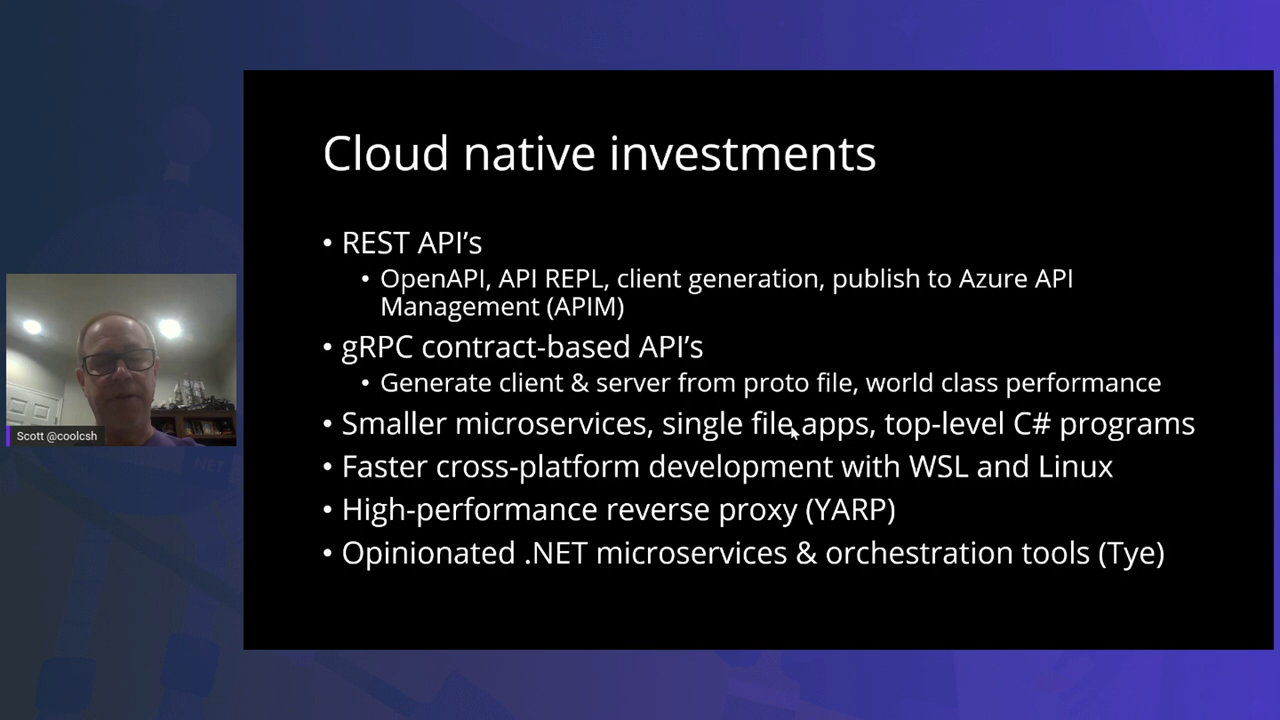 Cloud native investments
• REST API’s
• OpenAPI, API REPL, client generation, publish to Azure API
Management (APIM)
• gRPC contract-based API’s
• Generate client & server from proto file, world class performance
• Smaller microservices, single file apps, top-level C# programs
• Faster cross-platform development with WSL and Linux
• High-performance reverse proxy (YARP)
• Opinionated .NET microservices & orchestration tools (Tye)
Scott @coolcsh
.NET